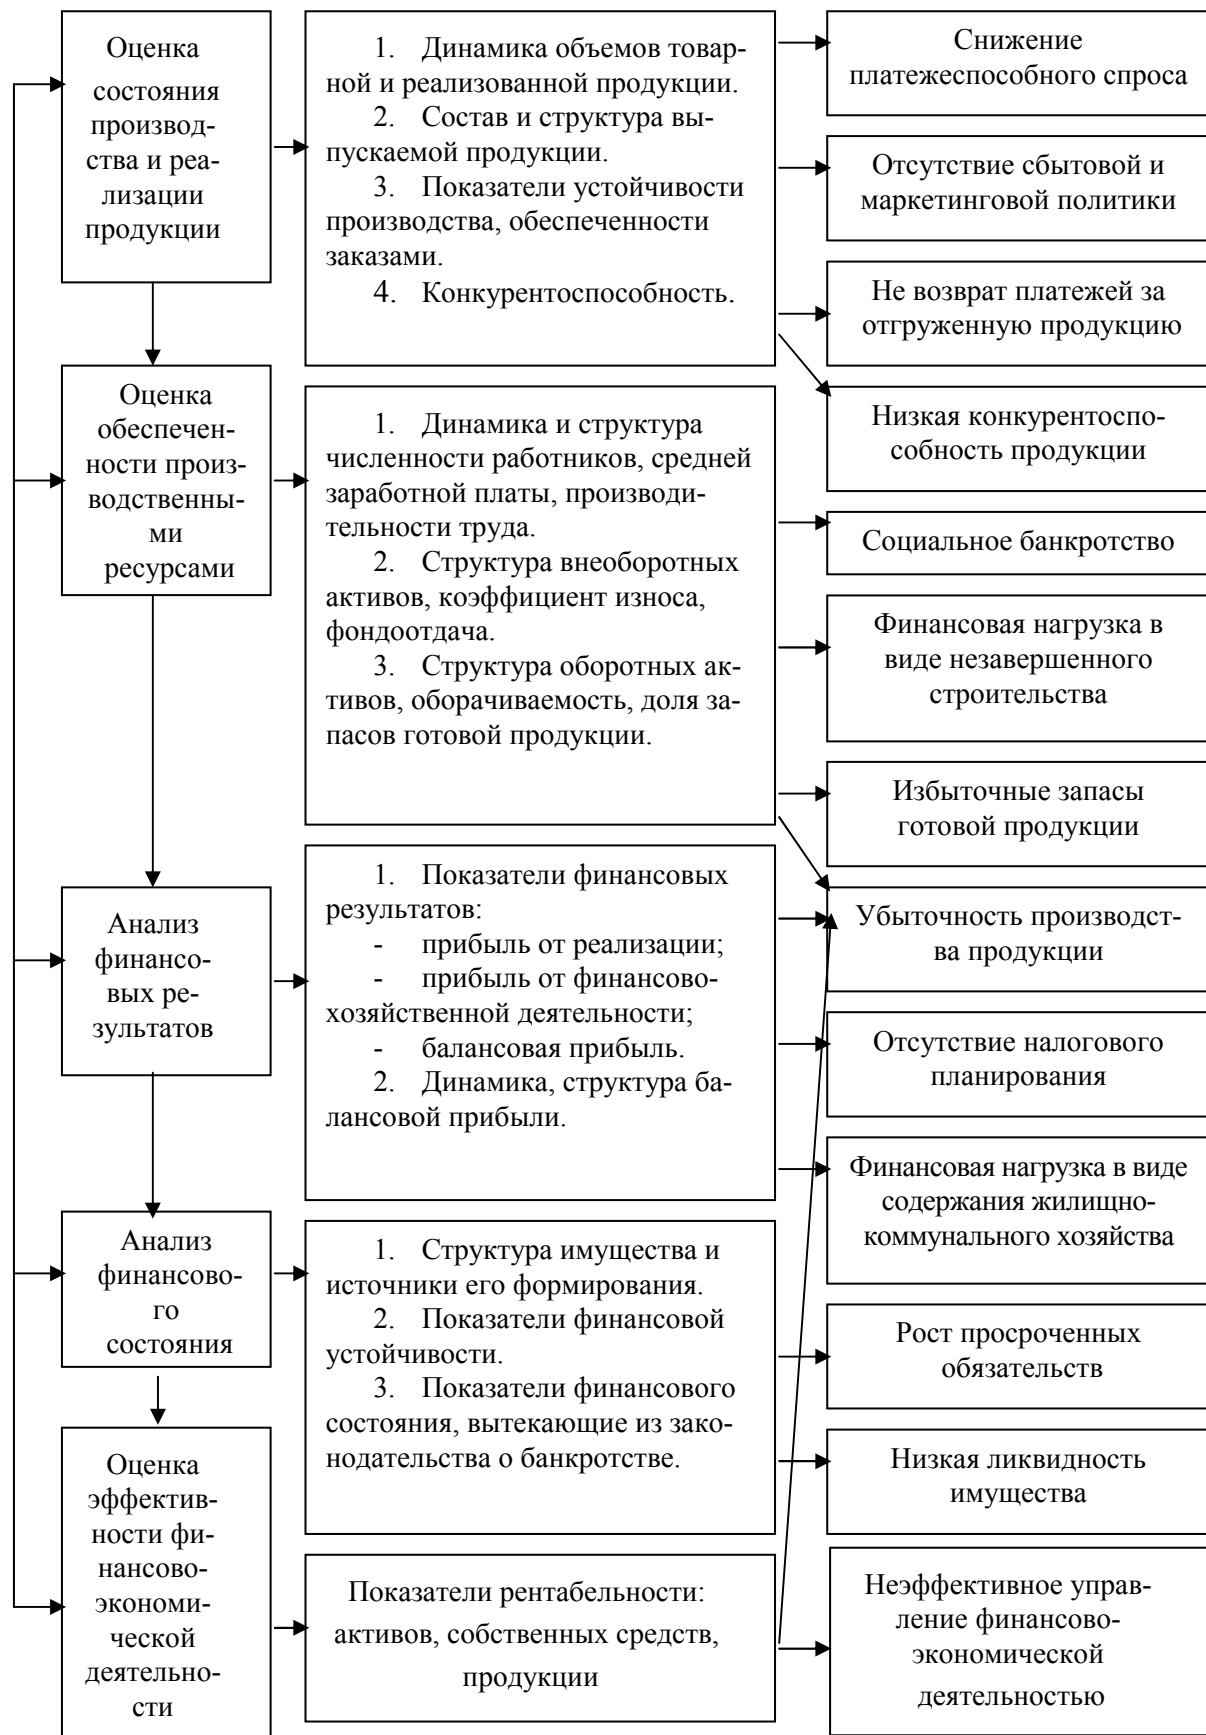 Оценка
состояния
производ-
ства и реа-
лизации
продукции
1. Динамика объемов товар-
ной и реализованной продукции.
2. Состав и структура вы-
пускаемой продукции.
3. Показатели устойчивости
производства, обеспеченности
заказами.
4. Конкурентоспособность.
Снижение
платежеспособного спроса
Отсутствие сбытовой и
маркетинговой политики
Не возврат платежей за
отгруженную продукцию
Низкая конкурентоспо-
собность продукции
Оценка
обеспечен-
ности произ-
водственны-
ми
ресурсами
1. Динамика и структура
численности работников, средней
заработной платы, производи-
тельности труда.
2. Структура внеоборотных
активов, коэффициент износа,
фондоотдача.
3. Структура оборотных ак-
тивов, оборачиваемость, доля за-
пасов готовой продукции.
Социальное банкротство
Финансовая нагрузка в
виде незавершенного
строительства
Избыточные запасы
готовой продукции
Анализ
финансо-
вых ре-
зультатов
1. Показатели финансовых
результатов:
- прибыль от реализации;
- прибыль от финансово-
хозяйственной деятельности;
- балансовая прибыль.
2. Динамика, структура ба-
лансовой прибыли.
Убыточность производст-
ва продукции
Отсутствие налогового
планирования
Финансовая нагрузка в виде
содержания жилищно-
коммунального хозяйства
Анализ
финансово-
го
состояния
1. Структура имущества и
источники его формирования.
2. Показатели финансовой
устойчивости.
3. Показатели финансового
состояния, вытекающие из зако-
нодательства о банкротстве.
Рост просроченных
обязательств
Низкая ликвидность
имущества
Оценка
эффектив-
ности фи-
нансово-
экономи-
ческой
деятельно-
сти
Показатели рентабельности:
активов, собственных средств,
продукции
Неэффективное управ-
ление финансово-
экономической
деятельностью